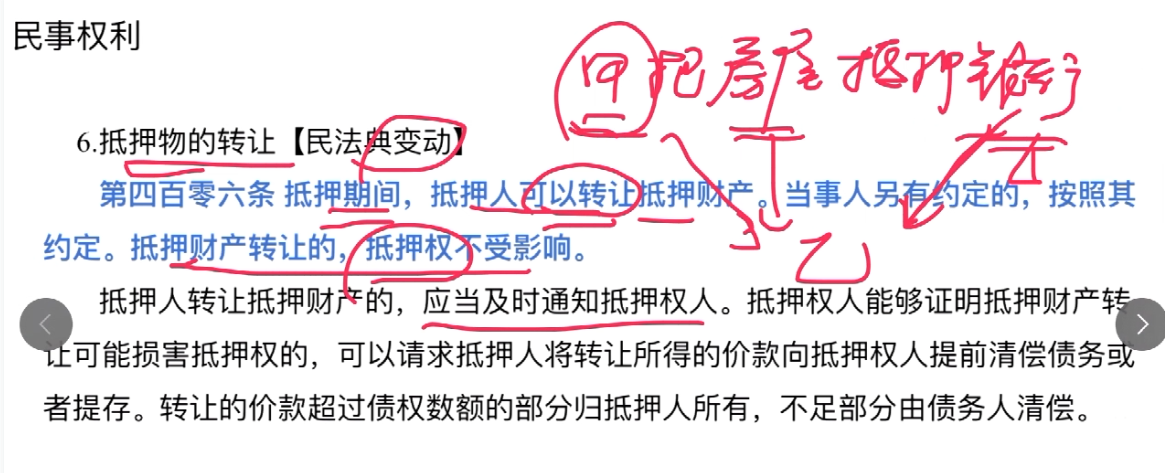 民事权利
甲把房屋抵押给银行
6.抵押物的转让【民法典变动】
第四百零六条 抵押期间，抵押人可以转让抵押财产。当事人另有约定的，按照其
乙
约定。抵押财产转让的，抵押权不受影响。
抵押人转让抵押财产的，应当及时通知抵押权人。抵押权人能够证明抵押财产转
让可能损害抵押权的，可以请求抵押人将转让所得的价款向抵押权人提前清偿债务或
者提存。转让的价款超过债权数额的部分归抵押人所有，不足部分由债务人清偿。